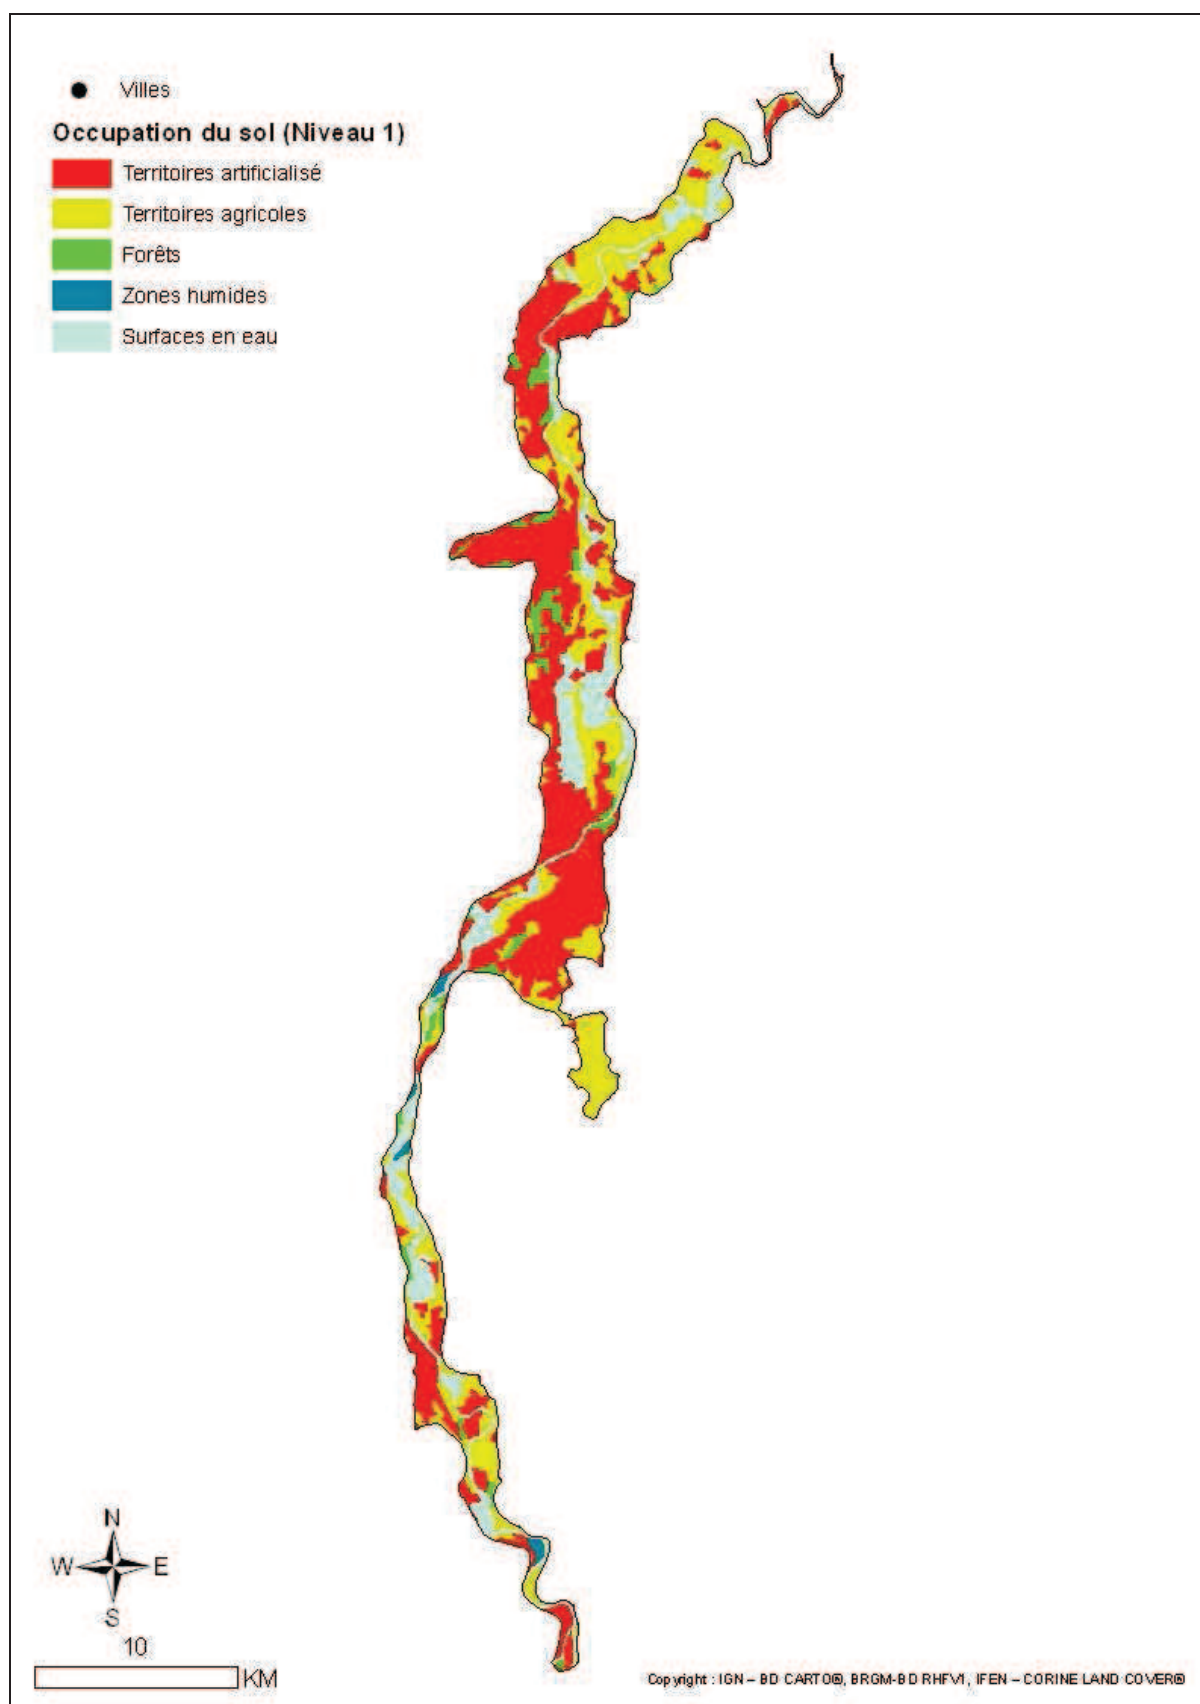 Villes
Occupation du sol (Niveau 1)
Territoires artificialisé
Territoires agricoles
Forêts
Zones humides
Surfaces en eau
N
W E
S
10
KM
Copyright : IGN – BD CARTO®, BRGM-BD RHFV1, IFEN – CORINE LAND COVER®